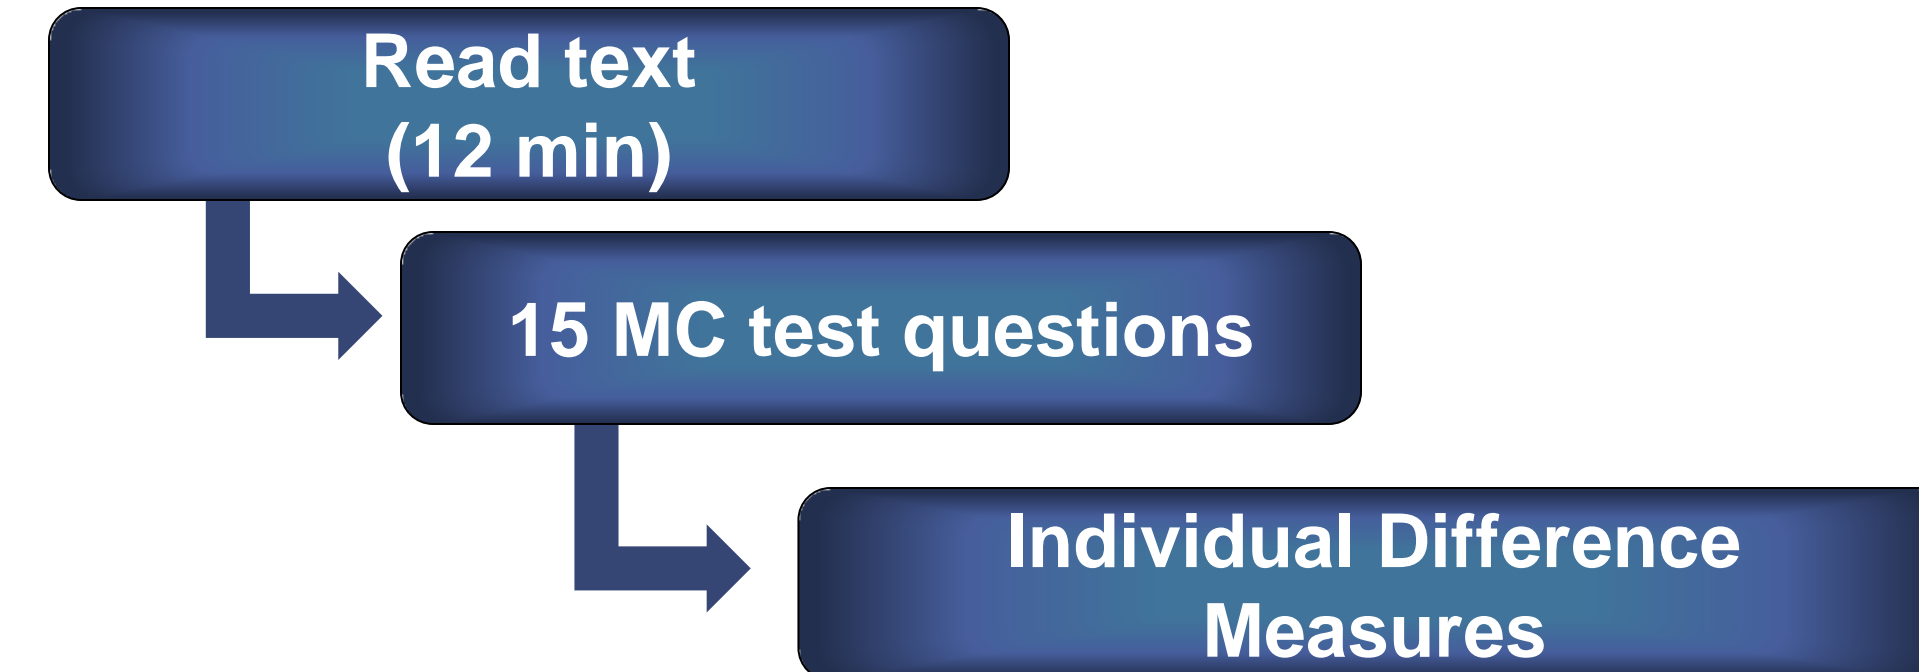 Read text
(12 min)
15 MC test questions
Individual Difference
Measures